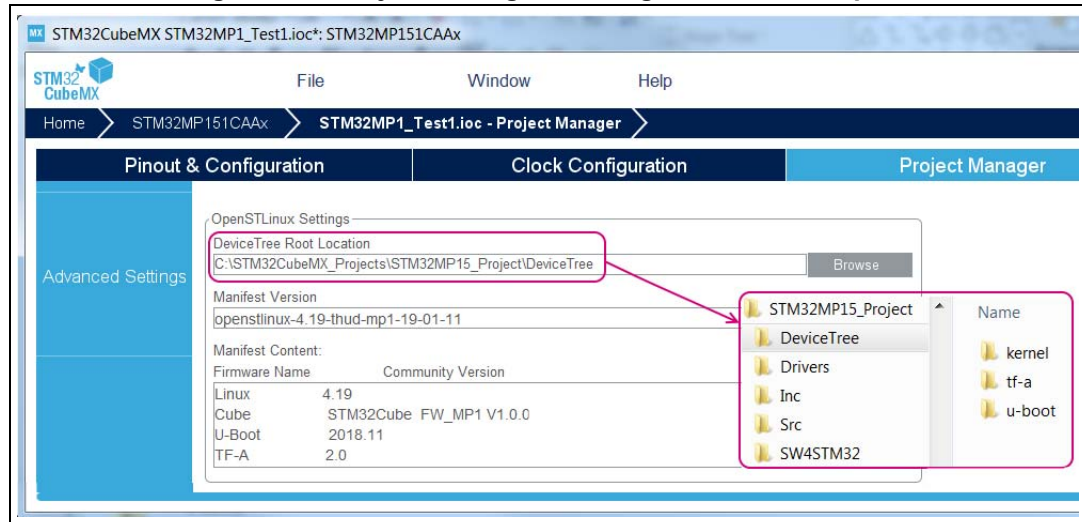 STM32CubeMX STM32MP1_Test1.ioc*: STM32MP151CAAx
STM32
CubeMX
File Window Help
Home STM32MP151CAAx STM32MP1_Test1.ioc - Project Manager
Pinout & Configuration Clock Configuration Project Manager
Advanced Settings
OpenSTLinux Settings
DeviceTree Root Location
C:\STM32CubeMX_Projects\STM32MP15_Project\DeviceTree Browse
Manifest Version
openstlinux-4.19-thud-mp1-19-01-11
Manifest Content:
Firmware Name Community Version
Linux 4.19
Cube STM32Cube FW_MP1 V1.0.0
U-Boot 2018.11
TF-A 2.0
STM32MP15_Project
DeviceTree
Drivers
Inc
Src
SW4STM32
Name
kernel
tf-a
u-boot